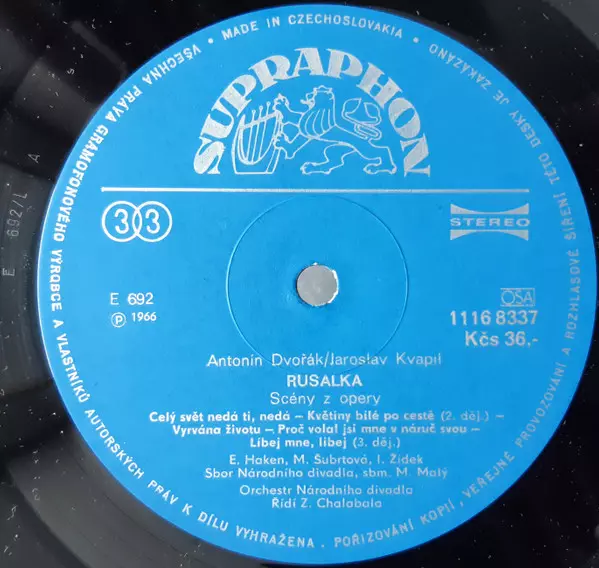 VŠECHNA PRÁVA GRAMOFONOVÉHO VÝROBCE A VLASTNÍKŮ AUTORSKÝCH PRÁV K DÍLU VYHRAŽENA. POŘIZOVÁNÍ KOPIÍ, VEŘEJNÉ PROVOZOVÁNÍ A ROZHLASOVÉ ŠÍŘENÍ TÉTO DESKY JE ZAKÁZÁNO • MADE IN CZECHOSLOVAKIA •
SUPRAPHON
33
STEREO
E 692
Ⓟ 1966
OSA
1116 8337
Kčs 36,-
Antonín Dvořák/Jaroslav Kvapil
RUSALKA
Scény z opery
Celý svět nedá ti, nedá – Květiny bílé po cestě (2. děj.) –
Vyrvána životu – Proč volal jsi mne v náruč svou –
Líbej mne, líbej (3. děj.)
E. Haken, M. Šubrtová, I. Žídek
Sbor Národního divadla, sbm. M. Malý
Orchestr Národního divadla
Řídí Z. Chalabala
E 692/L A